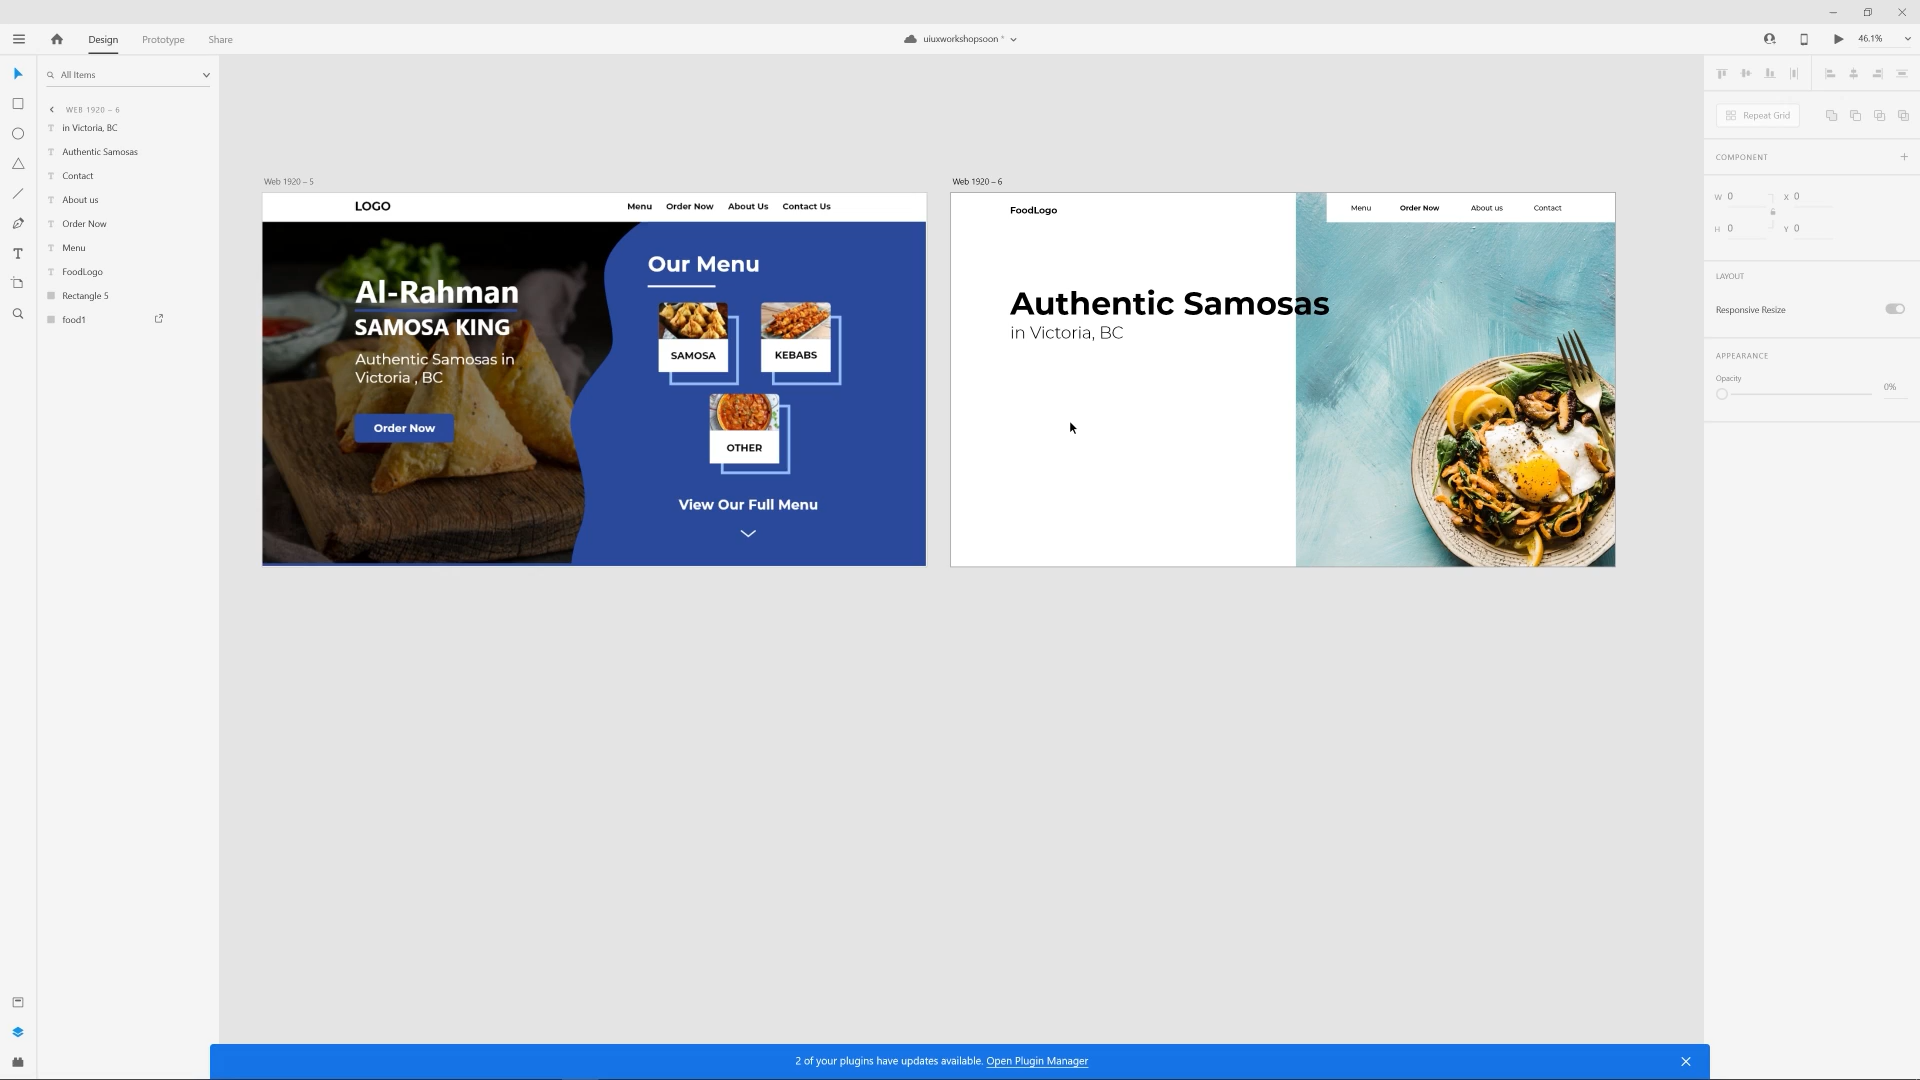 Design
Prototype
Share
uiuxworkshopsoon *
46.1%
All Items
WEB 1920 – 6
in Victoria, BC
Authentic Samosas
Contact
About us
Order Now
Menu
FoodLogo
Rectangle 5
food1
Web 1920 – 5
LOGO
Menu
Order Now
About Us
Contact Us
Al-Rahman
SAMOSA KING
Authentic Samosas in
Victoria , BC
Order Now
Our Menu
SAMOSA
KEBABS
OTHER
View Our Full Menu
Web 1920 – 6
FoodLogo
Menu
Order Now
About us
Contact
Authentic Samosas
in Victoria, BC
Repeat Grid
COMPONENT
W 0
X 0
H 0
Y 0
LAYOUT
Responsive Resize
APPEARANCE
Opacity
0%
2 of your plugins have updates available. Open Plugin Manager